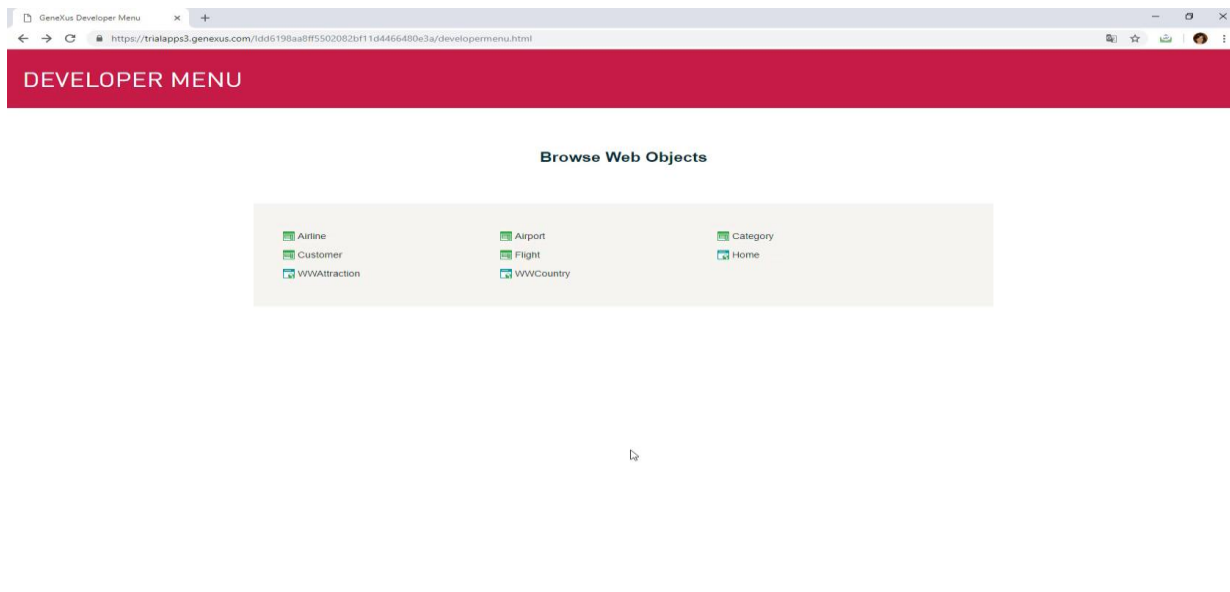 GeneXus Developer Menu
https://trialapps3.genexus.com/Idd6198aa8ff5502082bf11d4466480e3a/developermenu.html
DEVELOPER MENU
Browse Web Objects
Airline Airport Category
Customer Flight Home
WWAttraction WWCountry